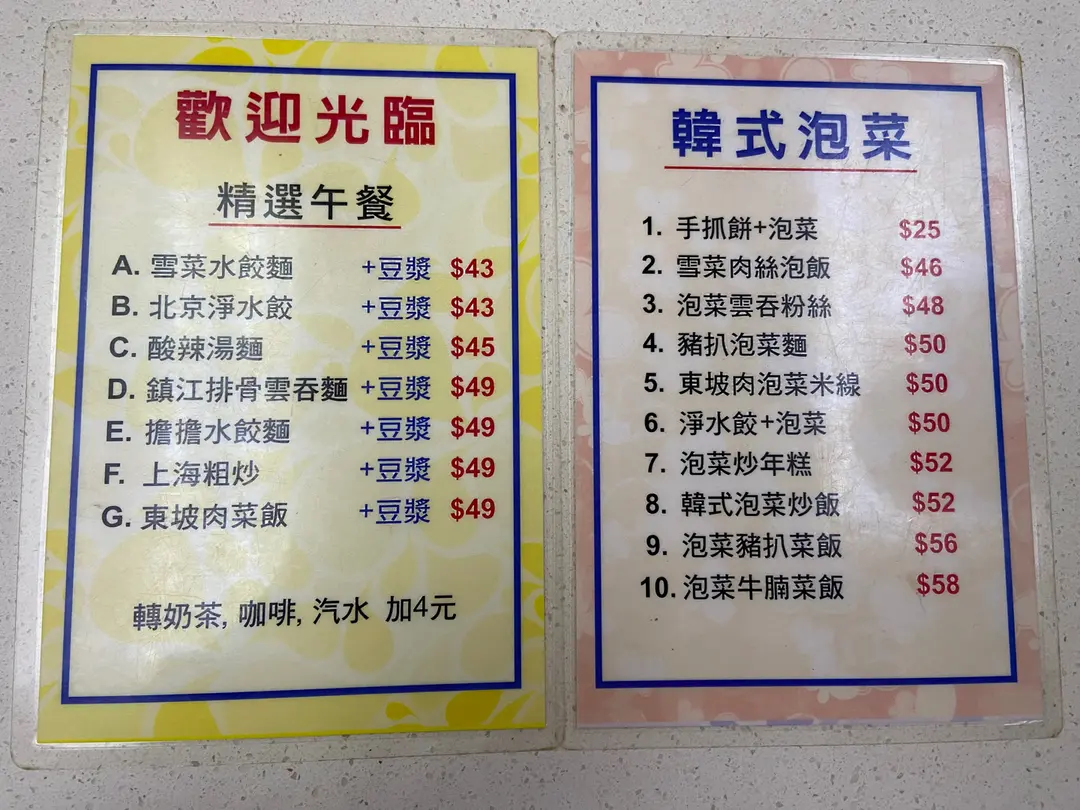 歡迎光臨
精選午餐
A. 雪菜水餃麵 +豆漿 $43
B. 北京淨水餃 +豆漿 $43
C. 酸辣湯麵 +豆漿 $45
D. 鎮江排骨雲吞麵 +豆漿 $49
E. 擔擔水餃麵 +豆漿 $49
F. 上海粗炒 +豆漿 $49
G. 東坡肉菜飯 +豆漿 $49
轉奶茶, 咖啡, 汽水 加4元
韓式泡菜
1. 手抓餅+泡菜 $25
2. 雪菜肉絲泡飯 $46
3. 泡菜雲吞粉絲 $48
4. 豬扒泡菜麵 $50
5. 東坡肉泡菜米線 $50
6. 淨水餃+泡菜 $50
7. 泡菜炒年糕 $52
8. 韓式泡菜炒飯 $52
9. 泡菜豬扒菜飯 $56
10. 泡菜牛腩菜飯 $58